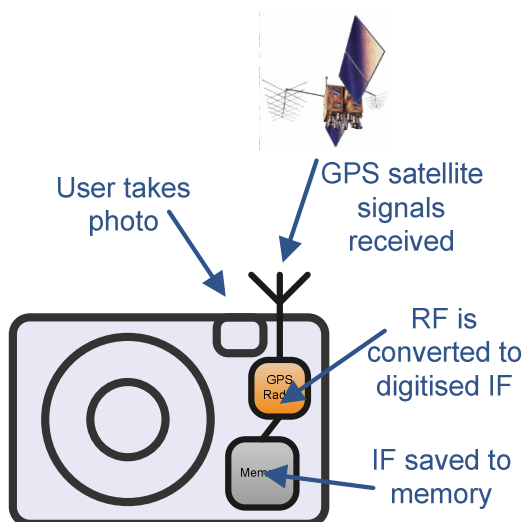 GPS satellite
signals
received
User takes
photo
RF is
converted to
digitised IF
GPS
IF saved to
memory